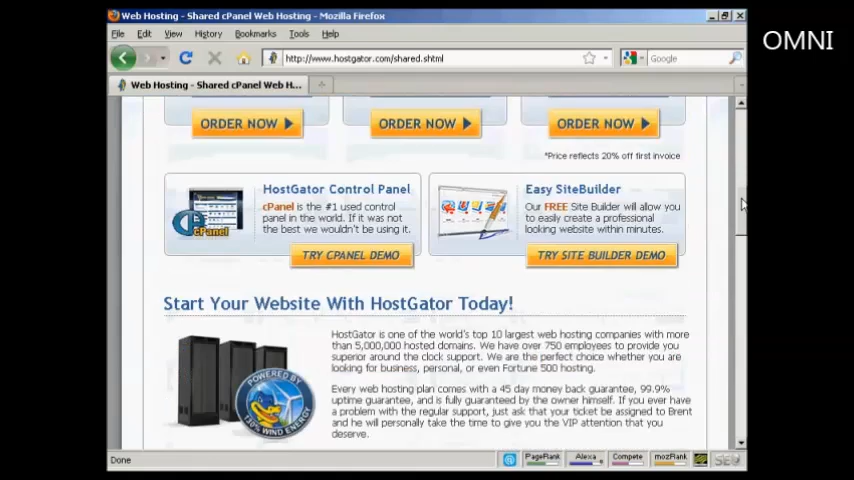 Web Hosting - Shared cPanel Web Hosting - Mozilla Firefox
OMNI
File Edit View History Bookmarks Tools Help
http://www.hostgator.com/shared.shtml
Google
Web Hosting - Shared cPanel Web H...
ORDER NOW ORDER NOW ORDER NOW
*Price reflects 20% off first invoice
HostGator Control Panel
cPanel is the #1 used control
panel in the world. If it was not
the best we wouldn't be using it.
cPanel
TRY CPANEL DEMO
Easy SiteBuilder
Our FREE Site Builder will allow you
to easily create a professional
looking website within minutes.
TRY SITE BUILDER DEMO
Start Your Website With HostGator Today!
HostGator is one of the world's top 10 largest web hosting companies with more
than 5,000,000 hosted domains. We have over 750 employees to provide you
superior around the clock support. We are the perfect choice whether you are
looking for business, personal, or even Fortune 500 hosting.
POWERED BY
130% WIND ENERGY
Every web hosting plan comes with a 45 day money back guarantee, 99.9%
uptime guarantee, and is fully guaranteed by the owner himself. If you ever have
a problem with the regular support, just ask that your ticket be assigned to Brent
and he will personally take the time to give you the VIP attention that you
deserve.
Done
PageRank Alexa Compete mozRank SEO